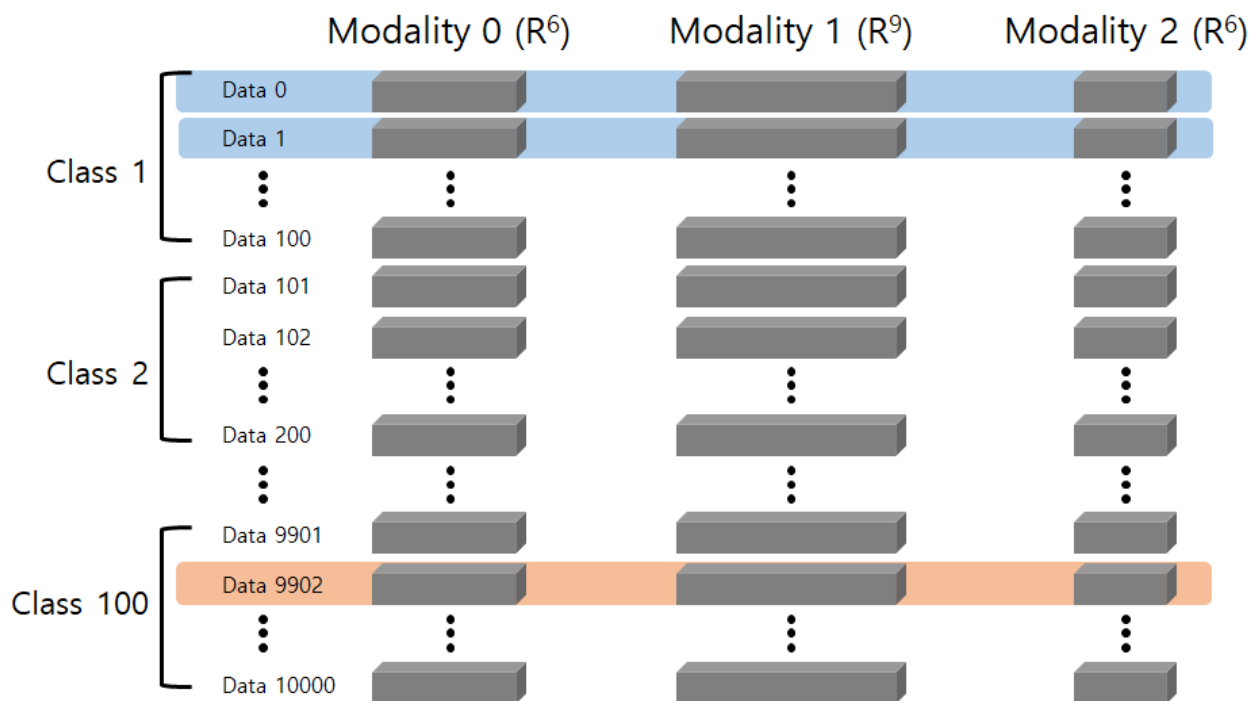 Modality 0 (R⁶) Modality 1 (R⁹) Modality 2 (R⁶)
Data 0
Data 1
Class 1
Data 100
Data 101
Data 102
Class 2
Data 200
Data 9901
Data 9902
Class 100
Data 10000